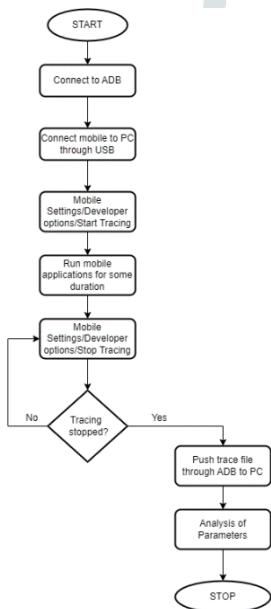 START
Connect to ADB
Connect mobile to PC
through USB
Mobile
Settings/Developer
options/Start Tracing
Run mobile
applications for some
duration
Mobile
Settings/Developer
options/Stop Tracing
No
Tracing
stopped?
Yes
Push trace file
through ADB to PC
Analysis of
Parameters
STOP